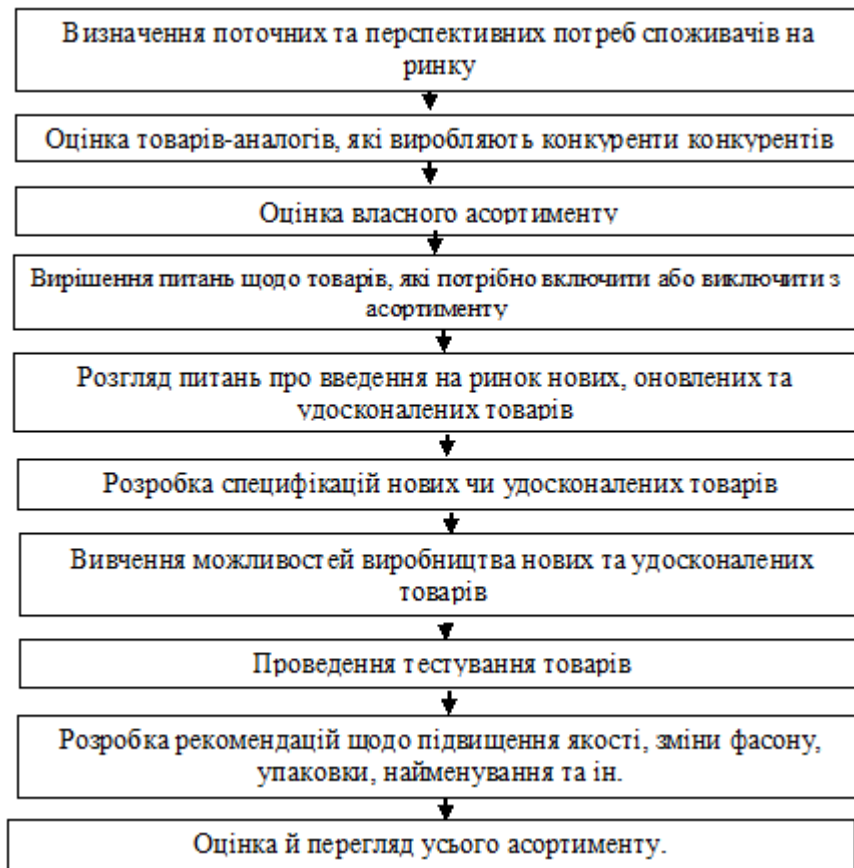 Визначення поточних та перспективних потреб споживачів на
ринку
Оцінка товарів-аналогів, які виробляють конкуренти конкурентів
Оцінка власного асортименту
Вирішення питань щодо товарів, які потрібно включити або виключити з
асортименту
Розгляд питань про введення на ринок нових, оновлених та
удосконалених товарів
Розробка специфікацій нових чи удосконалених товарів
Вивчення можливостей виробництва нових та удосконалених
товарів
Проведення тестування товарів
Розробка рекомендацій щодо підвищення якості, зміни фасону,
упаковки, найменування та ін.
Оцінка й перегляд усього асортименту.